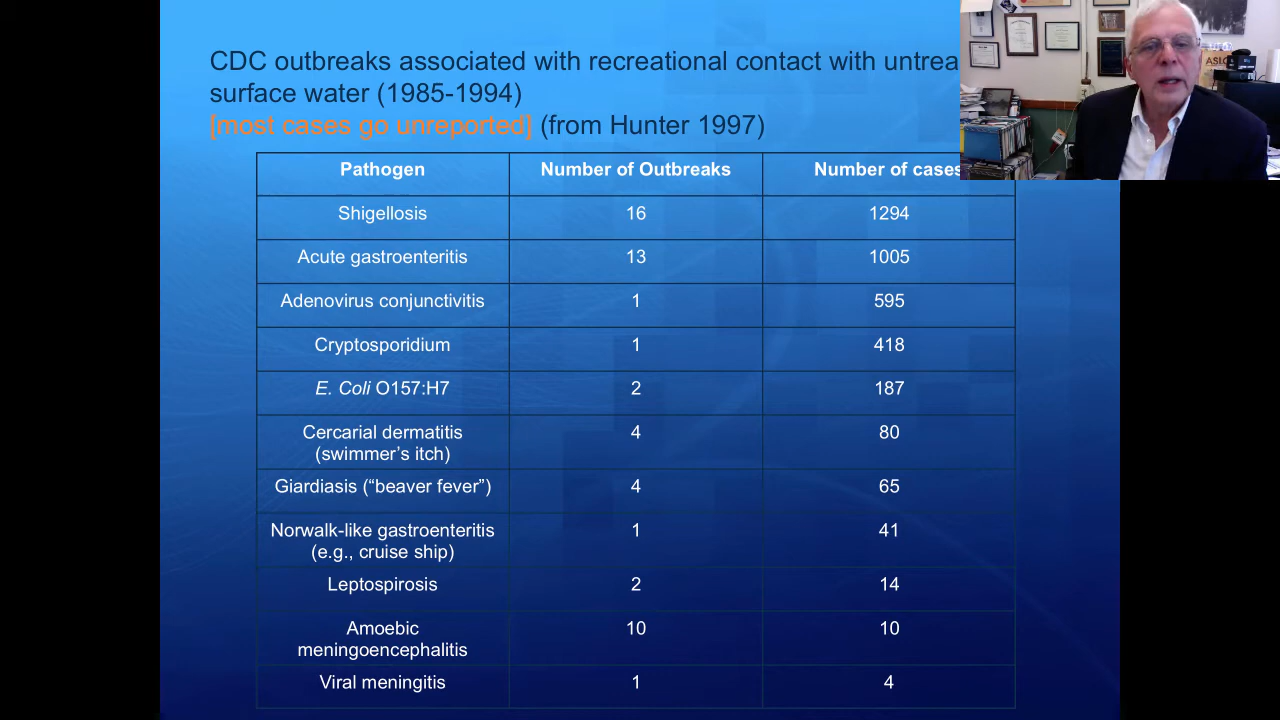 CDC outbreaks associated with recreational contact with
surface water (1985-1994)
[most cases go unreported] (from Hunter 1997)
Pathogen Number of Outbreaks Number of cases
Shigellosis 16 1294
Acute gastroenteritis 13 1005
Adenovirus conjunctivitis 1 595
Cryptosporidium 1 418
E. Coli O157:H7 2 187
Cercarial dermatitis 4 80
(swimmer’s itch)
Giardiasis (“beaver fever”) 4 65
Norwalk-like gastroenteritis 1 41
(e.g., cruise ship)
Leptospirosis 2 14
Amoebic 10 10
meningoencephalitis
Viral meningitis 1 4